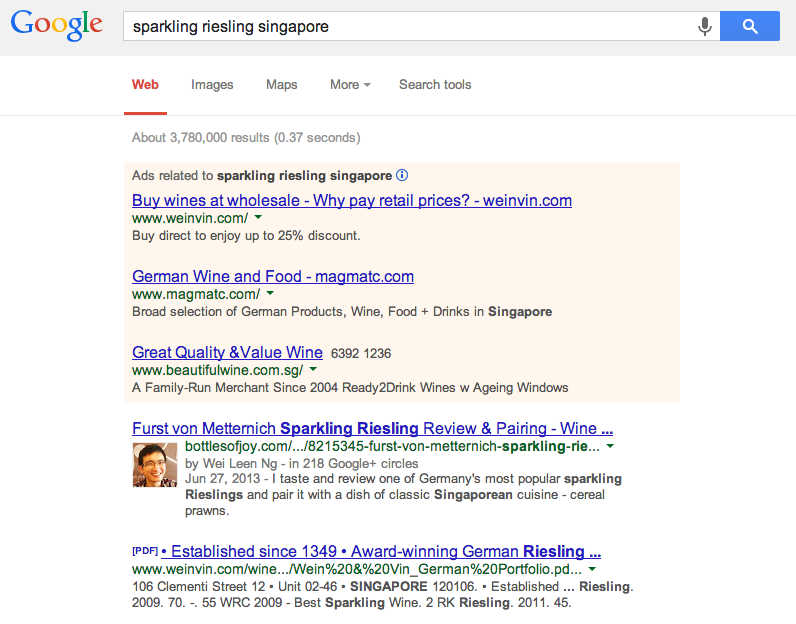 Google
sparkling riesling singapore
Web Images Maps More Search tools
About 3,780,000 results (0.37 seconds)
Ads related to sparkling riesling singapore
Buy wines at wholesale - Why pay retail prices? - weinvin.com
www.weinvin.com/
Buy direct to enjoy up to 25% discount.
German Wine and Food - magmatc.com
www.magmatc.com/
Broad selection of German Products, Wine, Food + Drinks in Singapore
Great Quality &Value Wine 6392 1236
www.beautifulwine.com.sg/
A Family-Run Merchant Since 2004 Ready2Drink Wines w Ageing Windows
Furst von Metternich Sparkling Riesling Review & Pairing - Wine ...
bottlesofjoy.com/.../8215345-furst-von-metternich-sparkling-rie...
by Wei Leen Ng - in 218 Google+ circles
Jun 27, 2013 - I taste and review one of Germany's most popular sparkling
Rieslings and pair it with a dish of classic Singaporean cuisine - cereal
prawns.
[PDF] • Established since 1349 • Award-winning German Riesling ...
www.weinvin.com/wine.../Wein%20&%20Vin_German%20Portfolio.pd...
106 Clementi Street 12 • Unit 02-46 • SINGAPORE 120106. • Established ... Riesling.
2009. 70. -. 55 WRC 2009 - Best Sparkling Wine. 2 RK Riesling. 2011. 45.